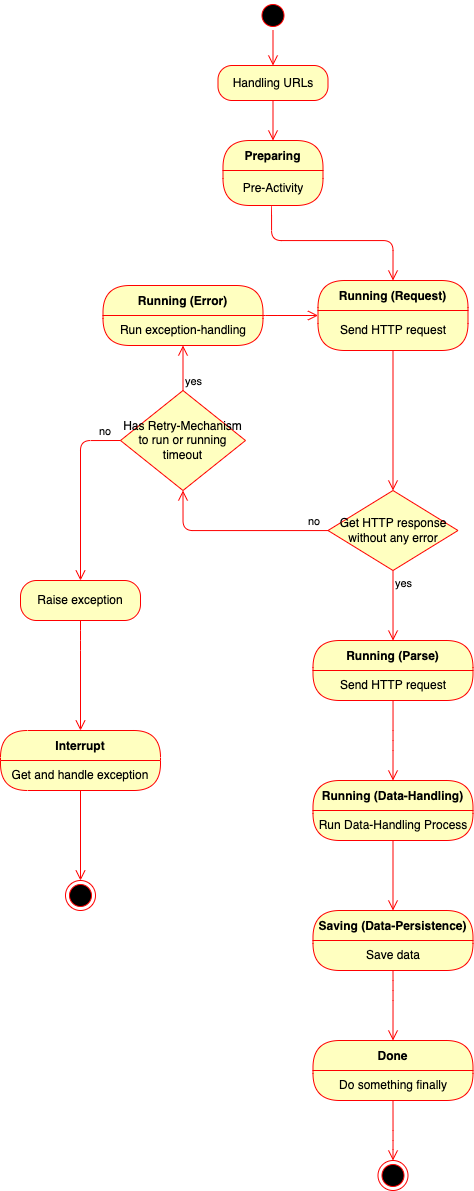 Handling URLs
Preparing
Pre-Activity
Running (Error)
Run exception-handling
Running (Request)
Send HTTP request
yes
Has Retry-Mechanism
to run or running
timeout
no
no
Get HTTP response
without any error
yes
Raise exception
Running (Parse)
Send HTTP request
Interrupt
Get and handle exception
Running (Data-Handling)
Run Data-Handling Process
Saving (Data-Persistence)
Save data
Done
Do something finally